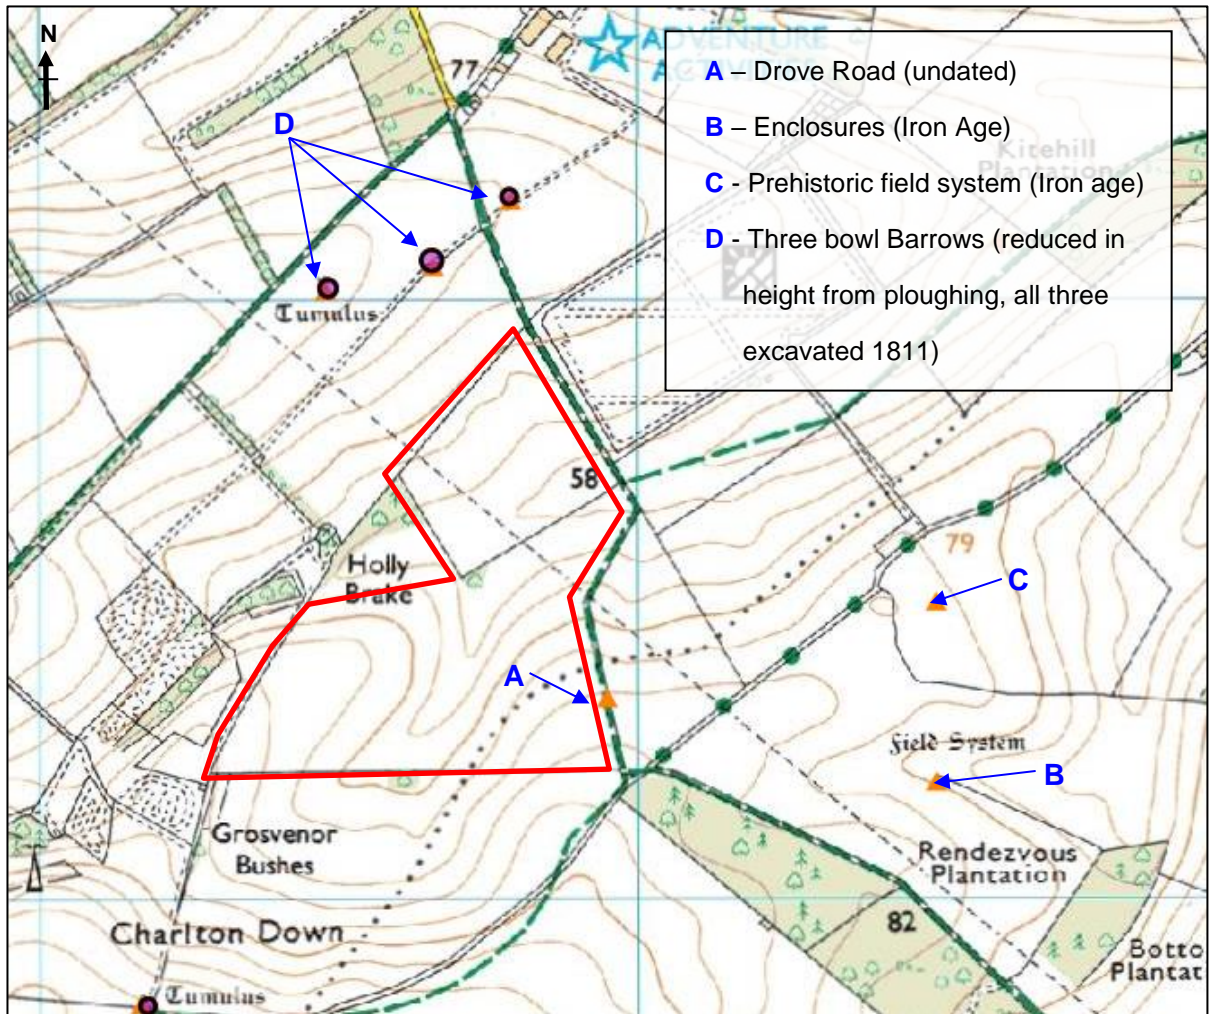 N
77
ADVENTURE
D
A – Drove Road (undated)
B – Enclosures (Iron Age)
C - Prehistoric field system (Iron age)
D - Three bowl Barrows (reduced in
height from ploughing, all three
excavated 1811)
Kitehill
Plantation
Tumulus
58
79
Holly
Brake
C
A
Field System
B
Grosvenor
Bushes
Rendezvous
Plantation
82
Charlton Down
Botto
Plantat
Tumulus